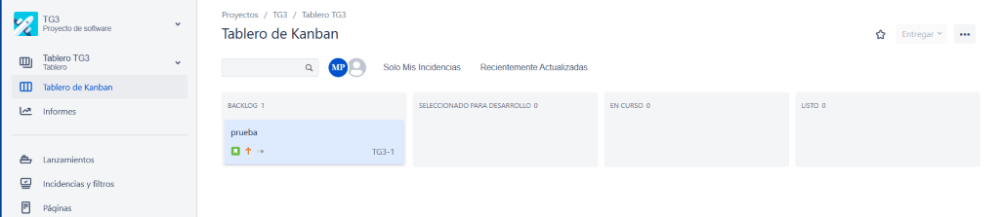 TG3
Proyecto de software
Tablero TG3
Tablero
Tablero de Kanban
Informes
Lanzamientos
Incidencias y filtros
Páginas
Proyectos / TG3 / Tablero TG3
Tablero de Kanban
Entregar
MP
Solo Mis Incidencias
Recientemente Actualizadas
BACKLOG 1
SELECCIONADO PARA DESARROLLO 0
EN CURSO 0
LISTO 0
prueba
TG3-1